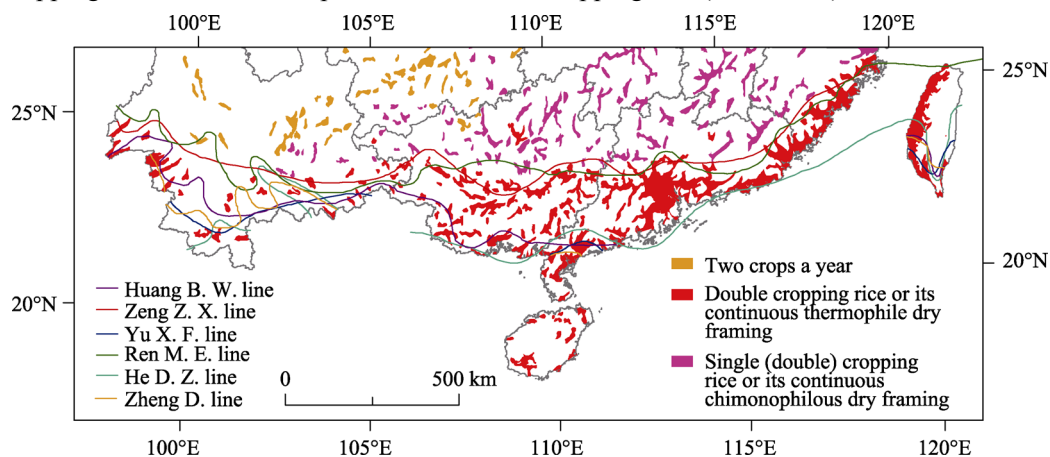 100°E 105°E 110°E 115°E 120°E
25°N 25°N
20°N 20°N
Huang B. W. line
Zeng Z. X. line
Yu X. F. line
Ren M. E. line
He D. Z. line
Zheng D. line
0 500 km
Two crops a year
Double cropping rice or its
continuous thermophile dry
framing
Single (double) cropping
rice or its continuous
chimonophilous dry framing
100°E 105°E 110°E 115°E 120°E